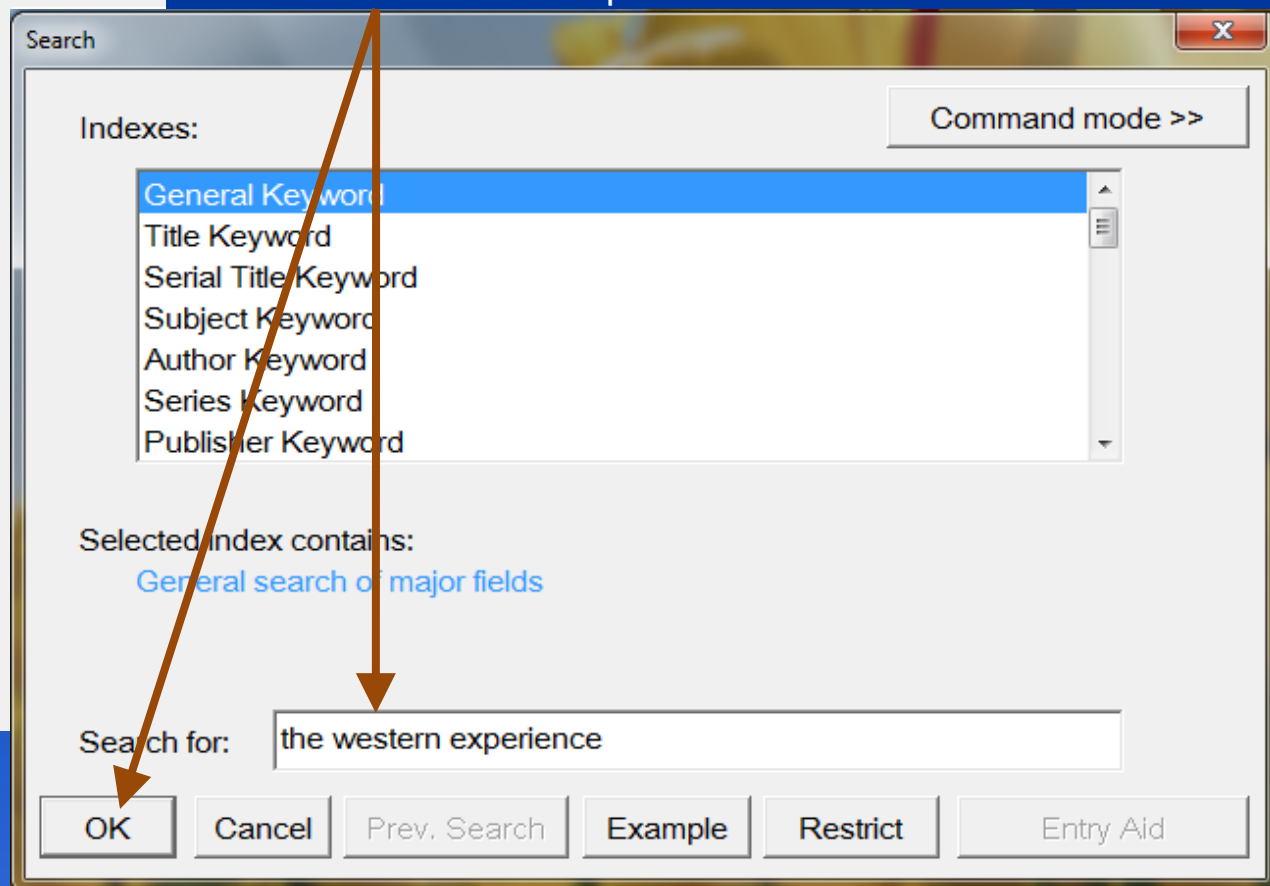 Search
Command mode >>
Indexes:
General Keyword
Title Keyword
Serial Title Keyword
Subject Keyword
Author Keyword
Series Keyword
Publisher Keyword
Selected index contains:
General search of major fields
Search for: the western experience
OK Cancel Prev. Search Example Restrict Entry Aid